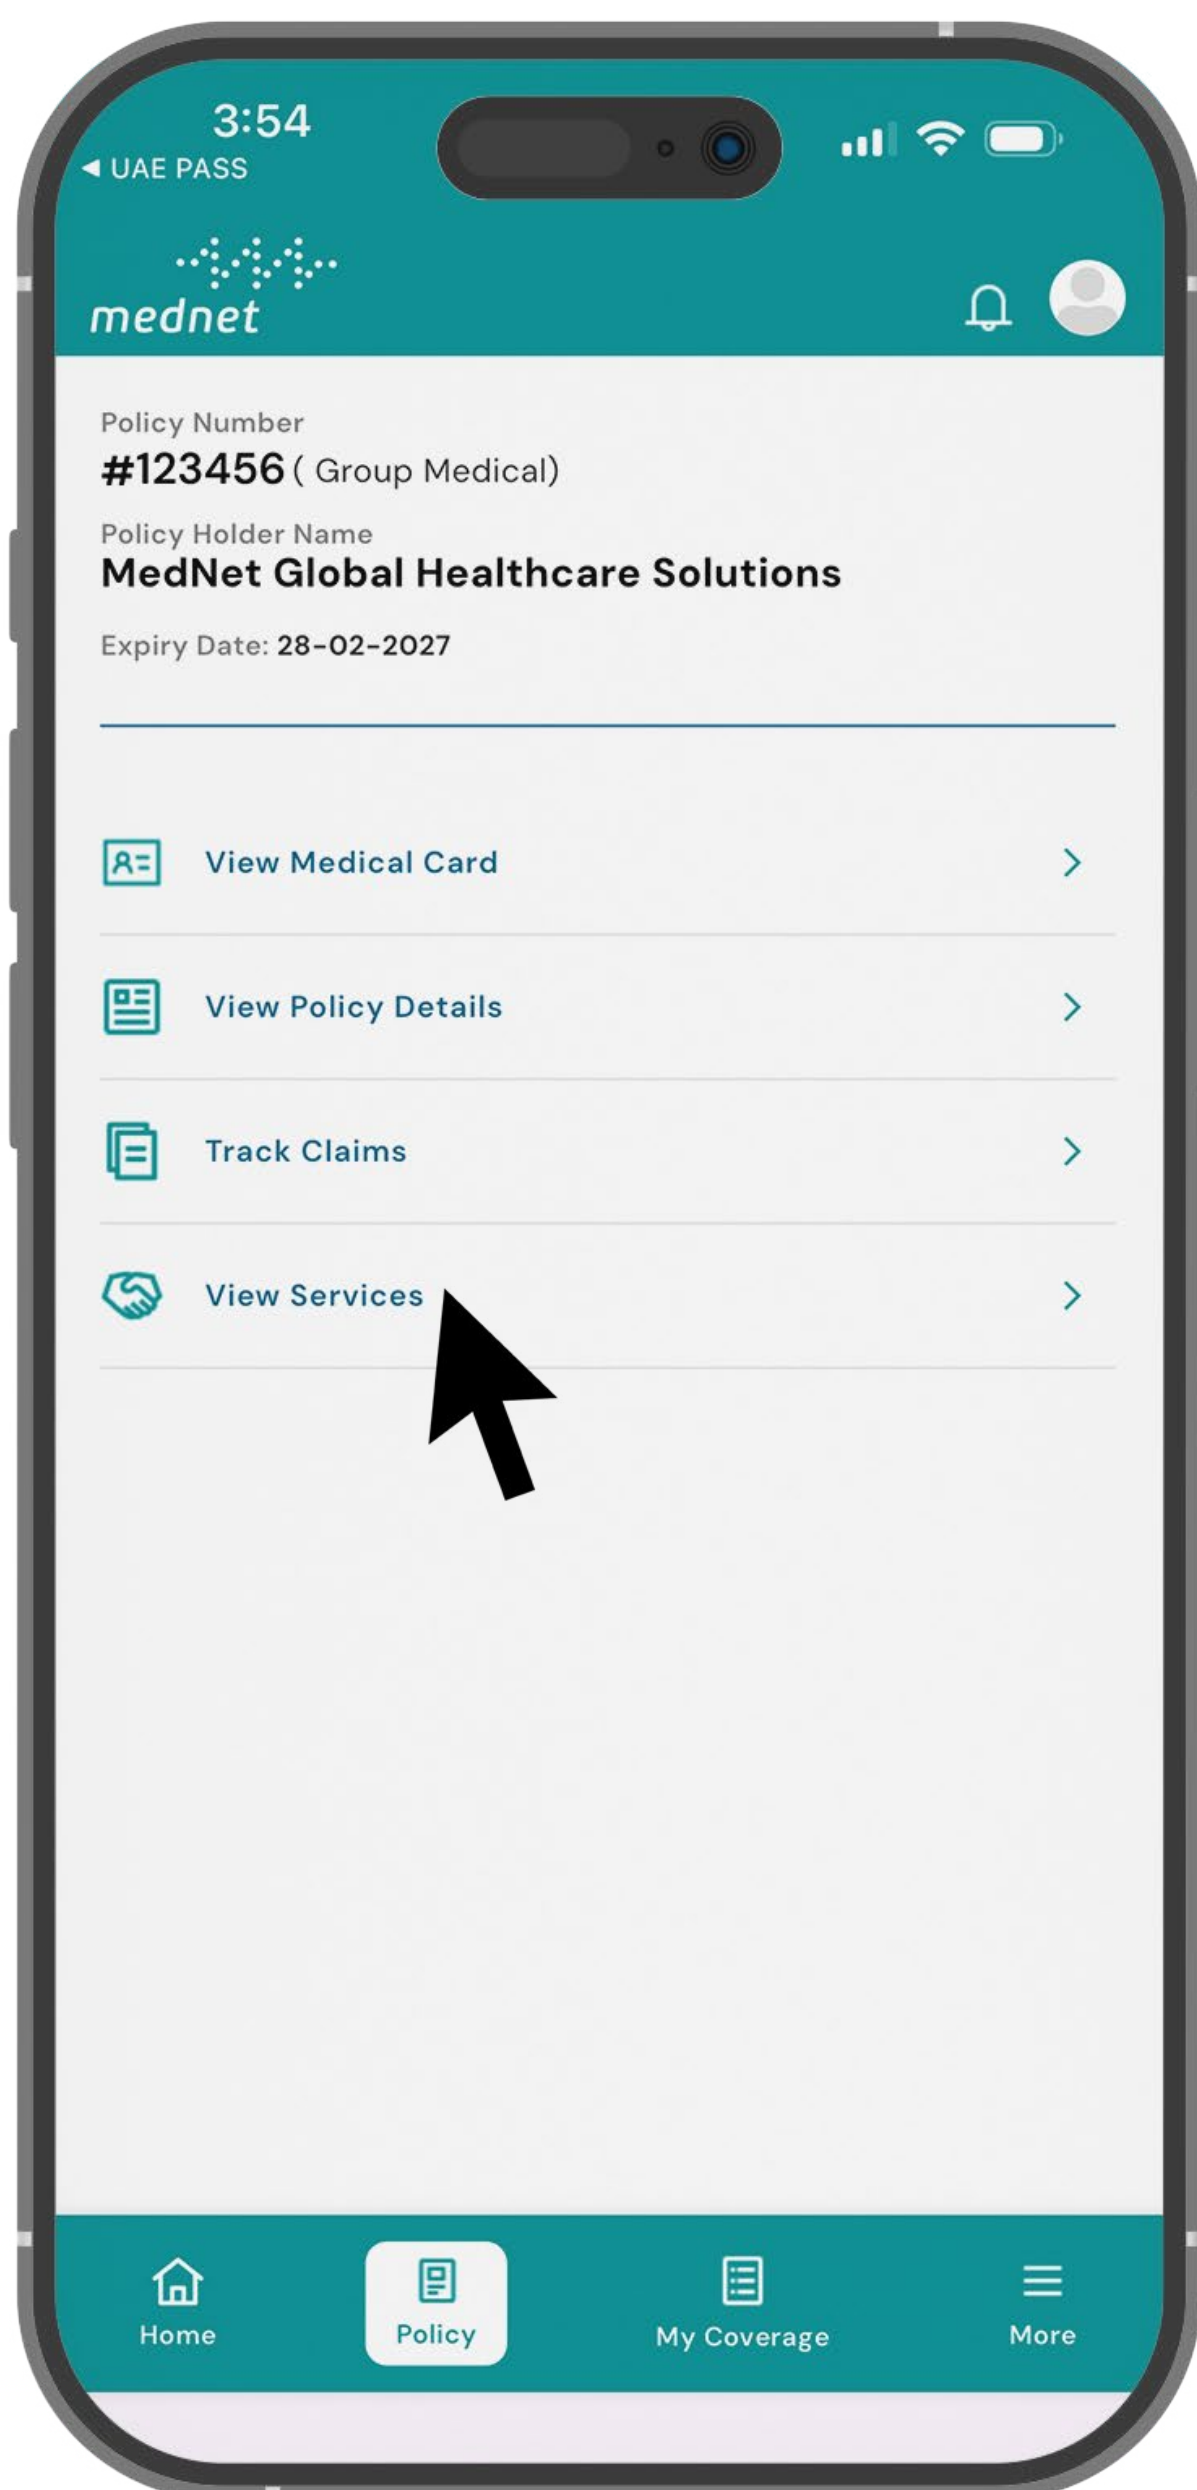 3:54
◀ UAE PASS
mednet
Policy Number
#123456 ( Group Medical)
Policy Holder Name
MedNet Global Healthcare Solutions
Expiry Date: 28-02-2027
View Medical Card
View Policy Details
Track Claims
View Services
Home
Policy
My Coverage
More